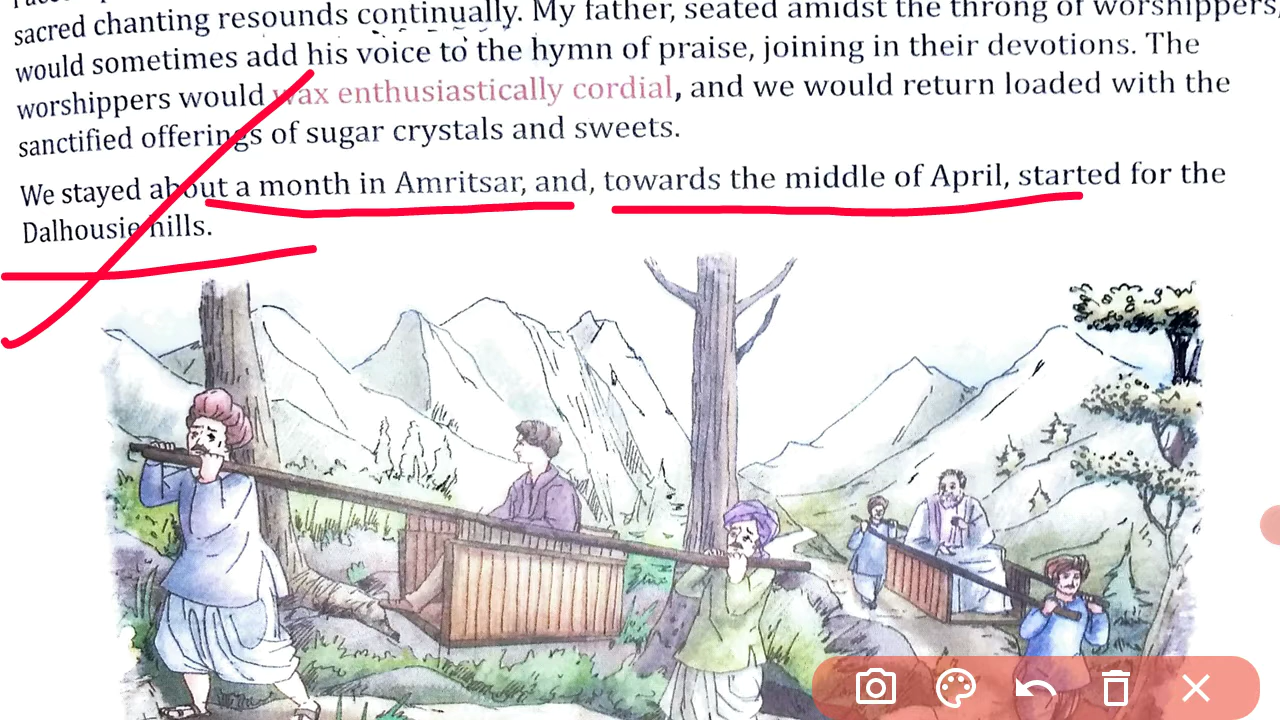 sacred chanting resounds continually. My father, seated amidst the throng of worshippers,
would sometimes add his voice to the hymn of praise, joining in their devotions. The
worshippers would wax enthusiastically cordial, and we would return loaded with the
sanctified offerings of sugar crystals and sweets.
We stayed about a month in Amritsar, and, towards the middle of April, started for the
Dalhousie hills.